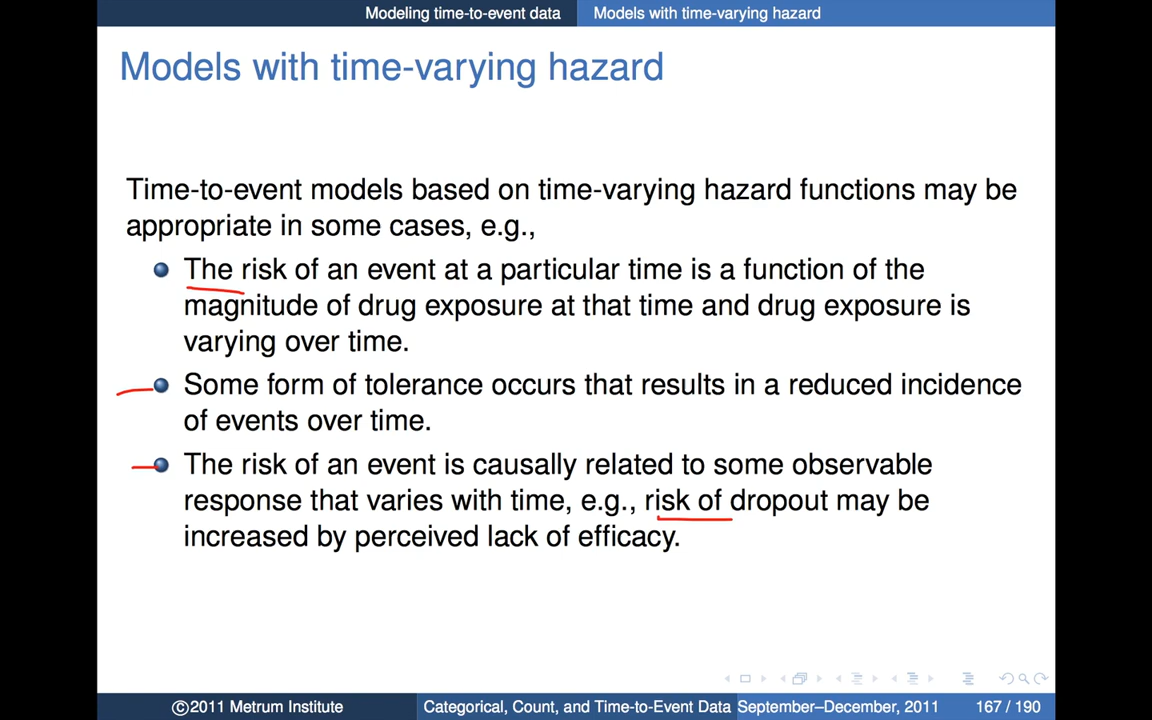 Modeling time-to-event data Models with time-varying hazard
Models with time-varying hazard
Time-to-event models based on time-varying hazard functions may be
appropriate in some cases, e.g.,
The risk of an event at a particular time is a function of the
magnitude of drug exposure at that time and drug exposure is
varying over time.
Some form of tolerance occurs that results in a reduced incidence
of events over time.
The risk of an event is causally related to some observable
response that varies with time, e.g., risk of dropout may be
increased by perceived lack of efficacy.
©2011 Metrum Institute Categorical, Count, and Time-to-Event Data September–December, 2011 167 / 190